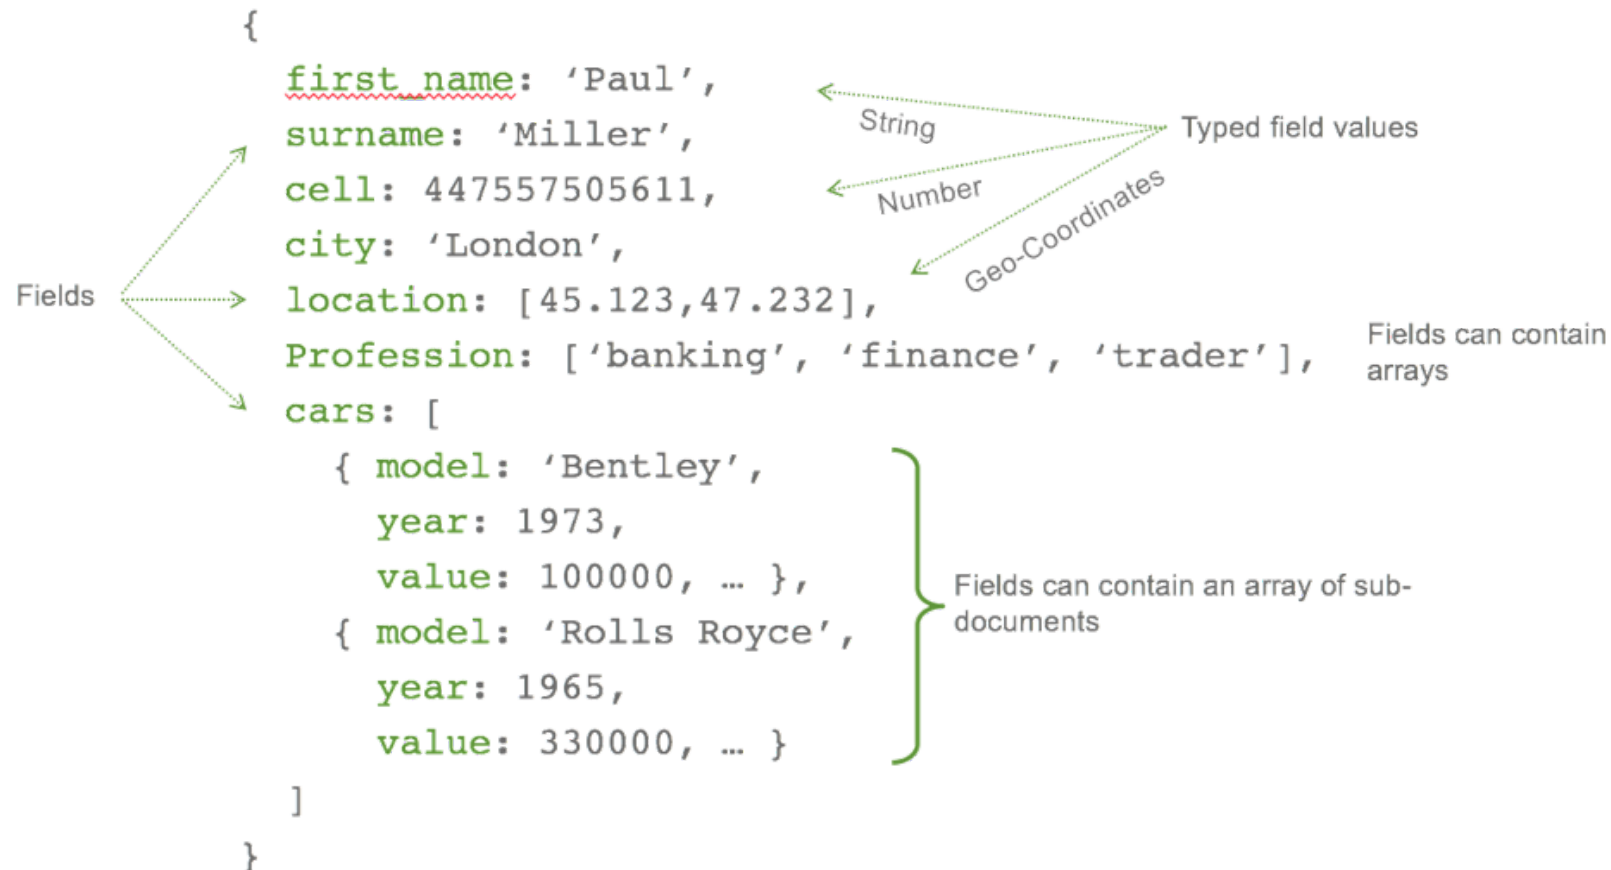 {
first_name: ‘Paul’,
surname: ‘Miller’,
cell: 447557505611,
city: ‘London’,
location: [45.123,47.232],
Profession: [‘banking’, ‘finance’, ‘trader’],
cars: [
{ model: ‘Bentley’,
year: 1973,
value: 100000, … },
{ model: ‘Rolls Royce’,
year: 1965,
value: 330000, … }
]
}
Fields
String
Number
Geo-Coordinates
Typed field values
Fields can contain
arrays
Fields can contain an array of sub-
documents